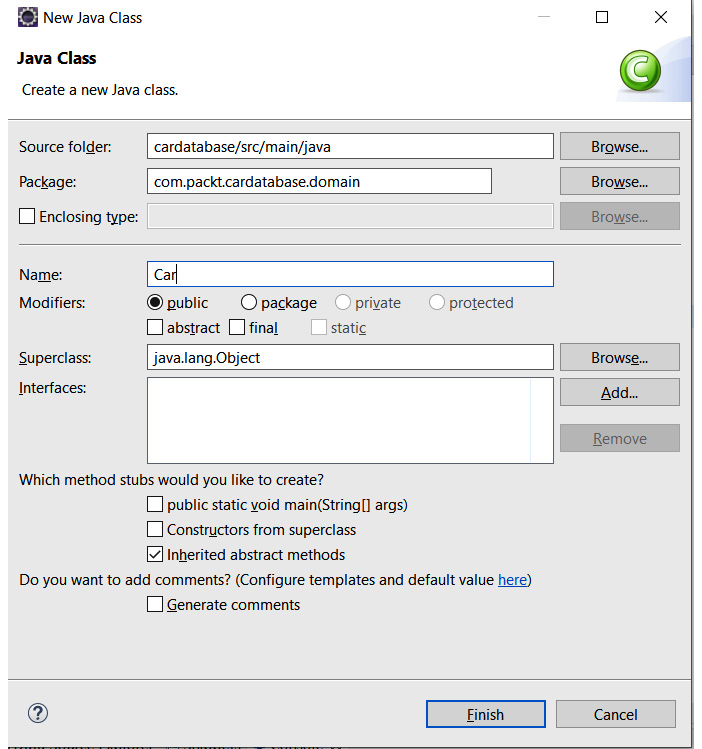 New Java Class
Java Class
Create a new Java class.
Source folder: cardatabase/src/main/java Browse...
Package: com.packt.cardatabase.domain Browse...
Enclosing type: Browse...
Name: Car
Modifiers: public package private protected
abstract final static
Superclass: java.lang.Object Browse...
Interfaces: Add...
Remove
Which method stubs would you like to create?
public static void main(String[] args)
Constructors from superclass
Inherited abstract methods
Do you want to add comments? (Configure templates and default value here)
Generate comments
? Finish Cancel